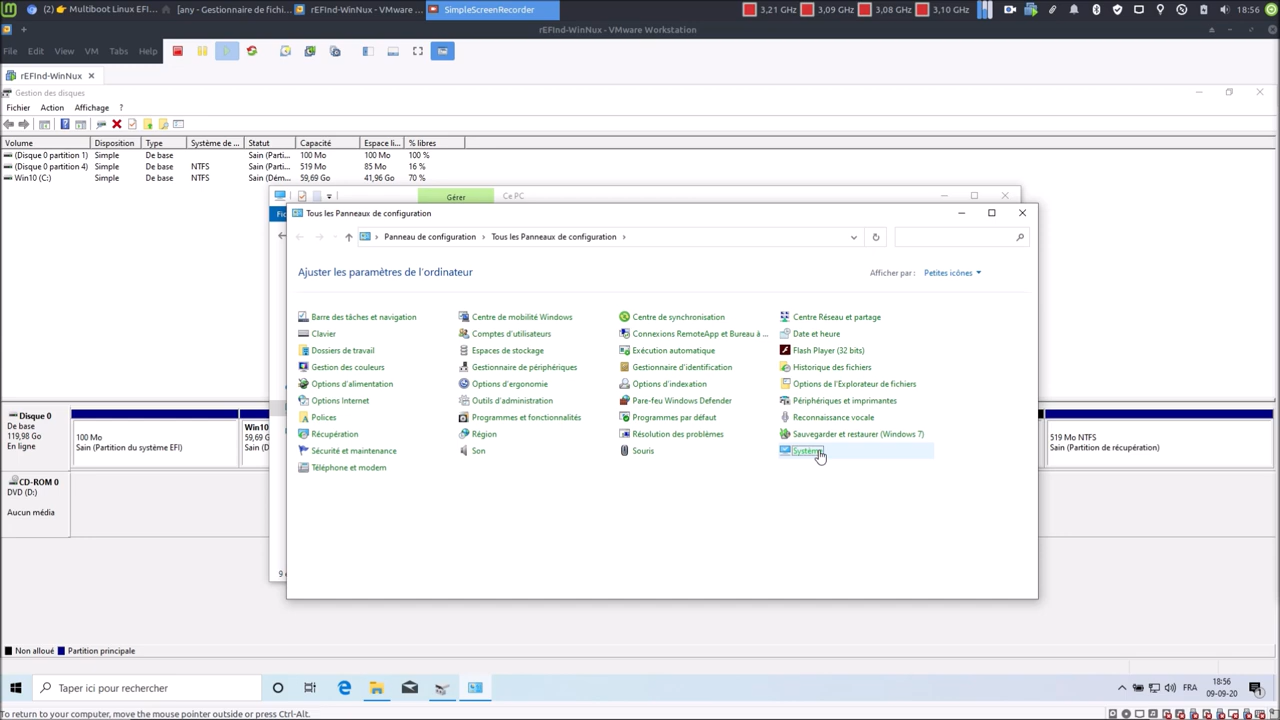 (2) 👉 Multiboot Linux EFI...
[any - Gestionnaire de fichi...
rEFInd-WinNux – VMware ...
SimpleScreenRecorder
3,21 GHz
3,09 GHz
3,08 GHz
3,10 GHz
18:56
rEFInd-WinNux - VMware Workstation
File Edit View VM Tabs Help
rEFInd-WinNux
Gestion des disques
Fichier Action Affichage ?
Volume Disposition Type Système de ... Statut Capacité Espace li... % libres
(Disque 0 partition 1) Simple De base Sain (Parti... 100 Mo 100 Mo 100 %
(Disque 0 partition 4) Simple De base NTFS Sain (Parti... 519 Mo 85 Mo 16 %
Win10 (C:) Simple De base NTFS Sain (Dém... 59,69 Go 41,96 Go 70 %
Gérer
Ce PC
Tous les Panneaux de configuration
Panneau de configuration > Tous les Panneaux de configuration >
Ajuster les paramètres de l'ordinateur
Afficher par : Petites icônes
Barre des tâches et navigation Centre de mobilité Windows Centre de synchronisation Centre Réseau et partage
Clavier Comptes d'utilisateurs Connexions RemoteApp et Bureau à ... Date et heure
Dossiers de travail Espaces de stockage Exécution automatique Flash Player (32 bits)
Gestion des couleurs Gestionnaire de périphériques Gestionnaire d'identification Historique des fichiers
Options d'alimentation Options d'ergonomie Options d'indexation Options de l'Explorateur de fichiers
Options Internet Outils d'administration Pare-feu Windows Defender Périphériques et imprimantes
Polices Programmes et fonctionnalités Programmes par défaut Reconnaissance vocale
Récupération Région Résolution des problèmes Sauvegarder et restaurer (Windows 7)
Sécurité et maintenance Son Souris Système
Téléphone et modem
Disque 0
De base
119,98 Go
En ligne
100 Mo
Sain (Partition du système EFI)
Win10
59,69 G
Sain (D
519 Mo NTFS
Sain (Partition de récupération)
CD-ROM 0
DVD (D:)
Aucun média
Non alloué Partition principale
Taper ici pour rechercher
FRA
18:56
09-09-20
To return to your computer, move the mouse pointer outside or press Ctrl-Alt.